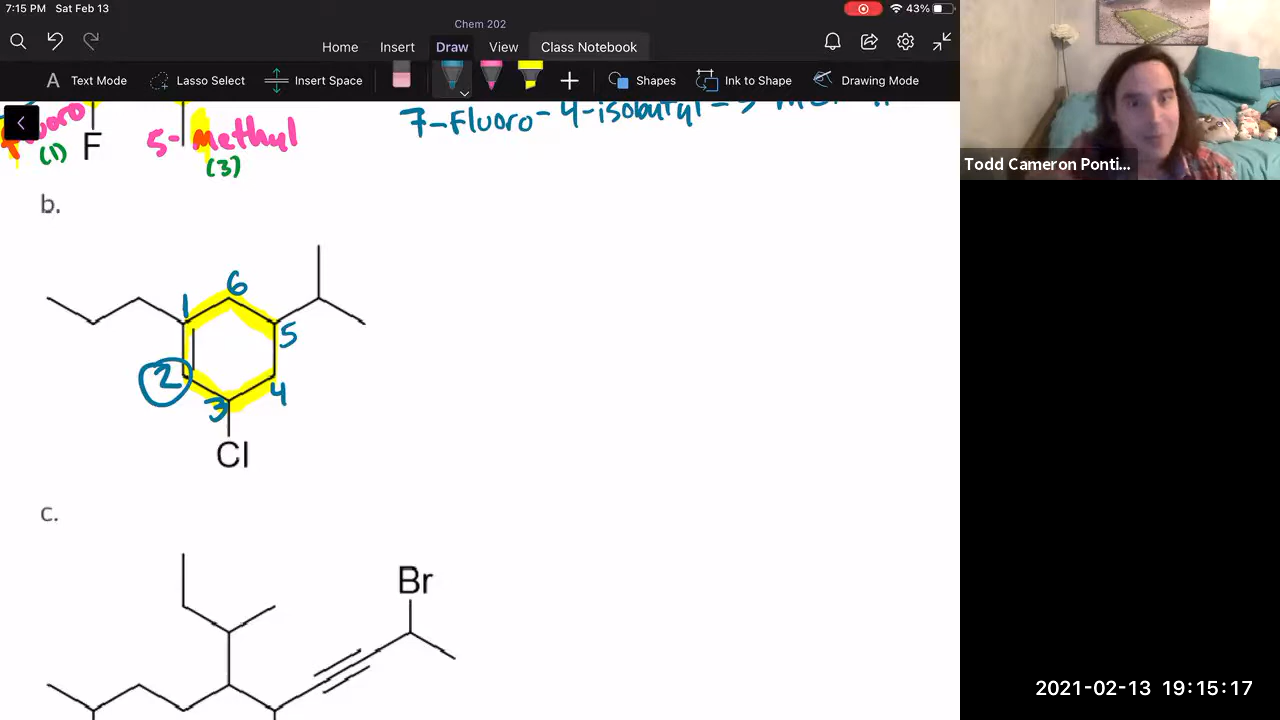 7:15 PM Sat Feb 13
43%
Chem 202
Home Insert Draw View Class Notebook
A Text Mode Lasso Select Insert Space Shapes Ink to Shape Drawing Mode
7-Fluoro-4-isobutyl-5
(1) F 5-Methyl
(3)
b.
1 6
5
2
3 4
Cl
c.
Br
Todd Cameron Ponti...
2021-02-13 19:15:17